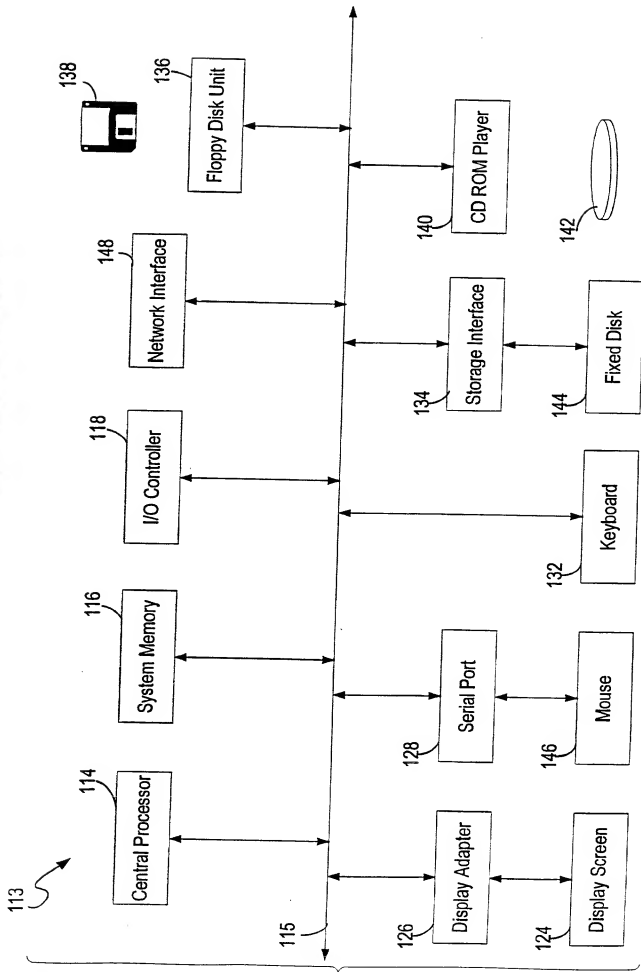 113
114
Central Processor
116
System Memory
118
I/O Controller
148
Network Interface
138
136
Floppy Disk Unit
115
126
Display Adapter
128
Serial Port
134
Storage Interface
140
CD ROM Player
124
Display Screen
146
Mouse
132
Keyboard
144
Fixed Disk
142